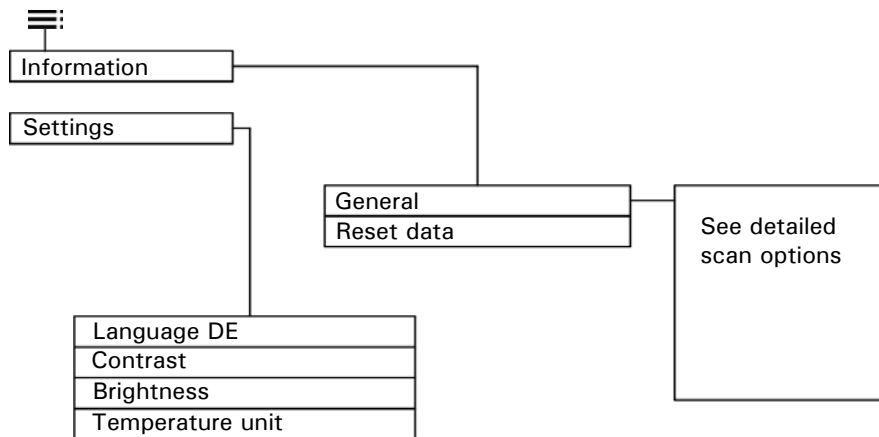 Information
Settings
General
Reset data
See detailed
scan options
Language DE
Contrast
Brightness
Temperature unit